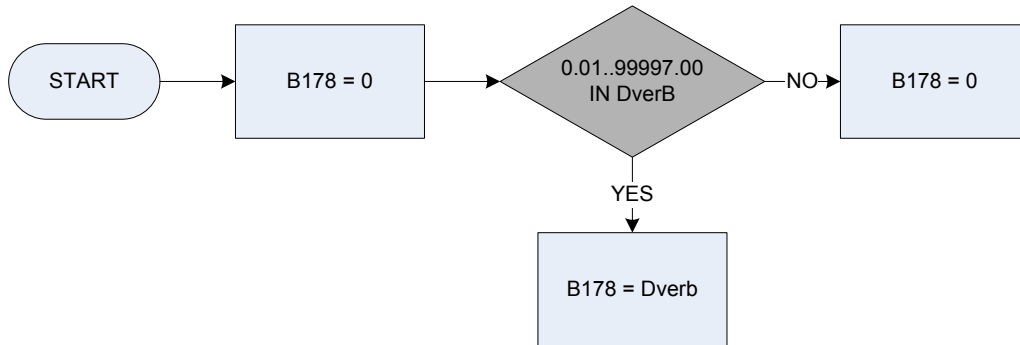 START
B178 = 0
0.01..99997.00
IN DverB
NO
B178 = 0
YES
B178 = Dverb